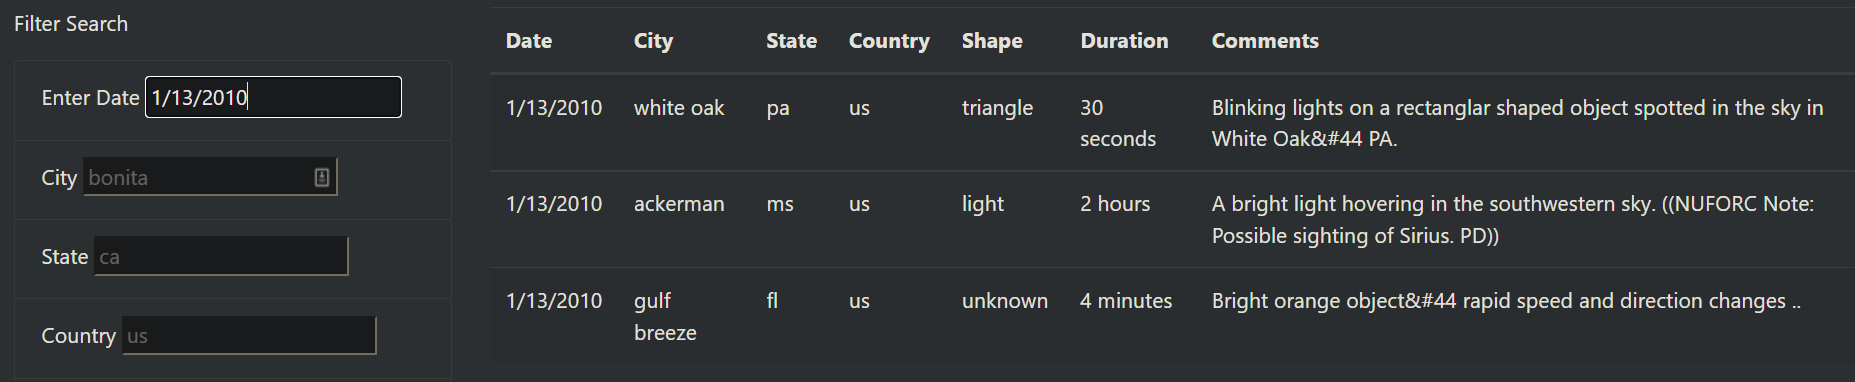 Filter Search
Enter Date 1/13/2010
City bonita
State ca
Country us
Date City State Country Shape Duration Comments
1/13/2010 white oak pa us triangle 30 seconds Blinking lights on a rectanglar shaped object spotted in the sky in
White Oak&#44 PA.
1/13/2010 ackerman ms us light 2 hours A bright light hovering in the southwestern sky. ((NUFORC Note:
Possible sighting of Sirius. PD))
1/13/2010 gulf breeze fl us unknown 4 minutes Bright orange object&#44 rapid speed and direction changes ..